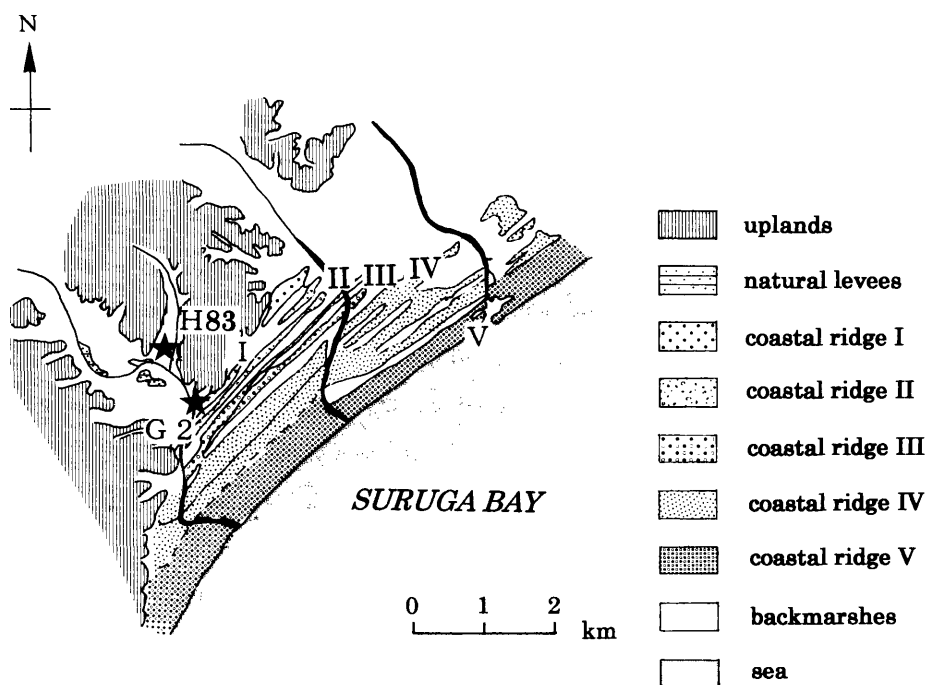 N
II
III
IV
H83
I
V
G 2
SURUGA BAY
0 1 2
km
uplands
natural levees
coastal ridge I
coastal ridge II
coastal ridge III
coastal ridge IV
coastal ridge V
backmarshes
sea